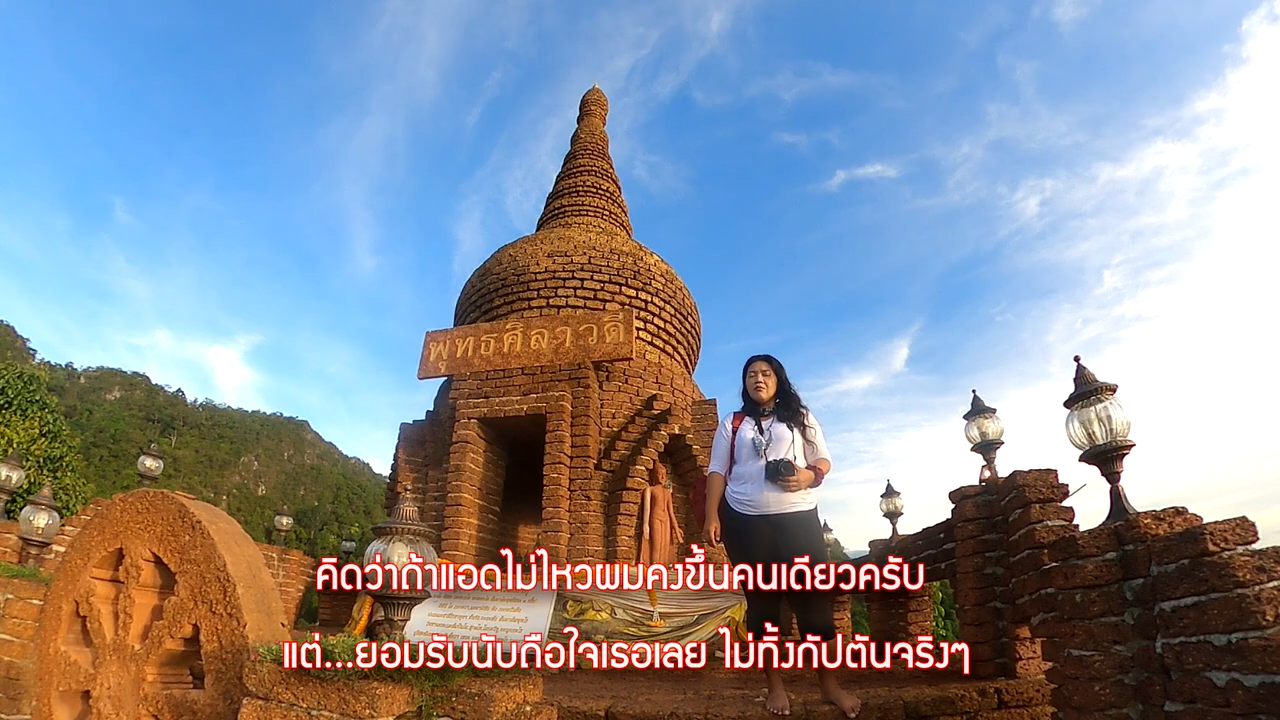 พุทธศิลาวดี
คิดว่าถ้าแอดไม่ไหวผมคงขึ้นคนเดียวครับ
แต่...ยอมรับนับถือใจเธอเลย ไม่ทิ้งกัปตันจริงๆ